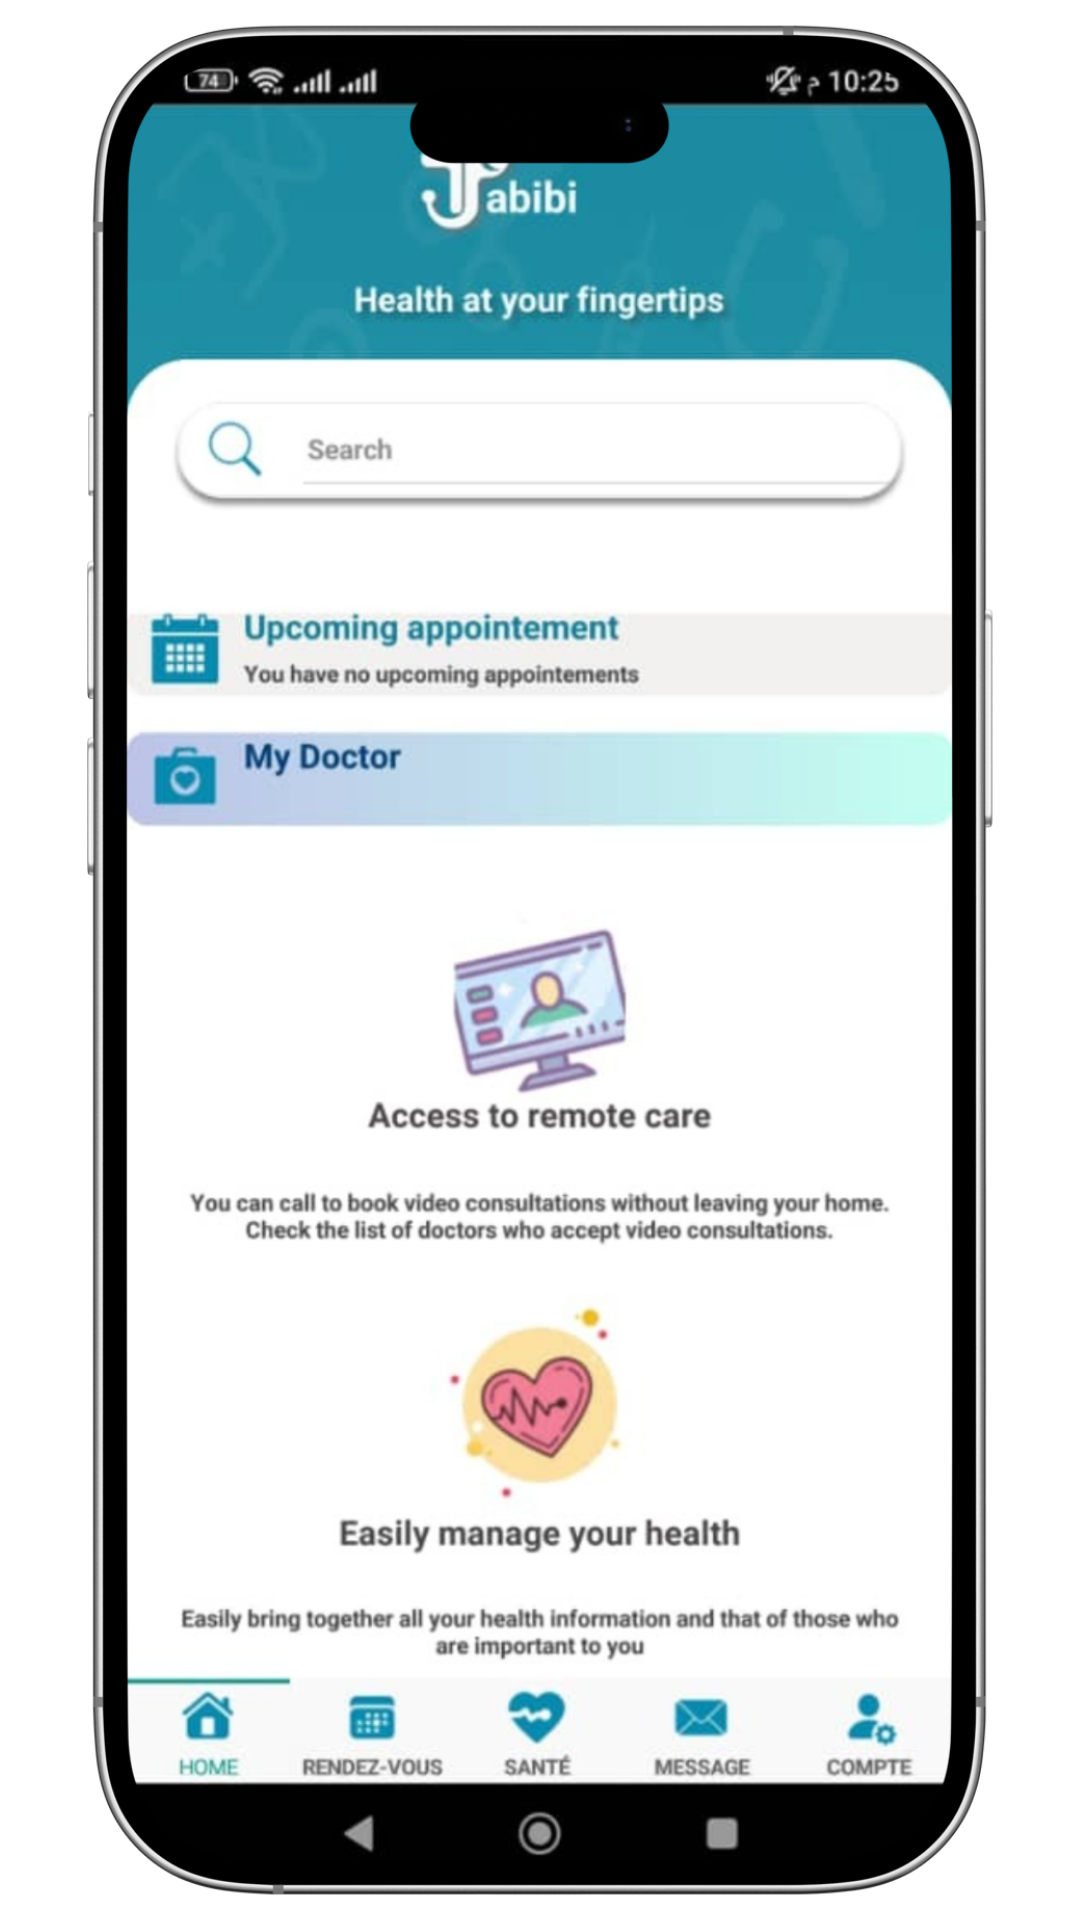 74 م 10:25
abibi
Health at your fingertips
Search
Upcoming appointement
You have no upcoming appointements
My Doctor
Access to remote care
You can call to book video consultations without leaving your home.
Check the list of doctors who accept video consultations.
Easily manage your health
Easily bring together all your health information and that of those who
are important to you
HOME RENDEZ-VOUS SANTÉ MESSAGE COMPTE